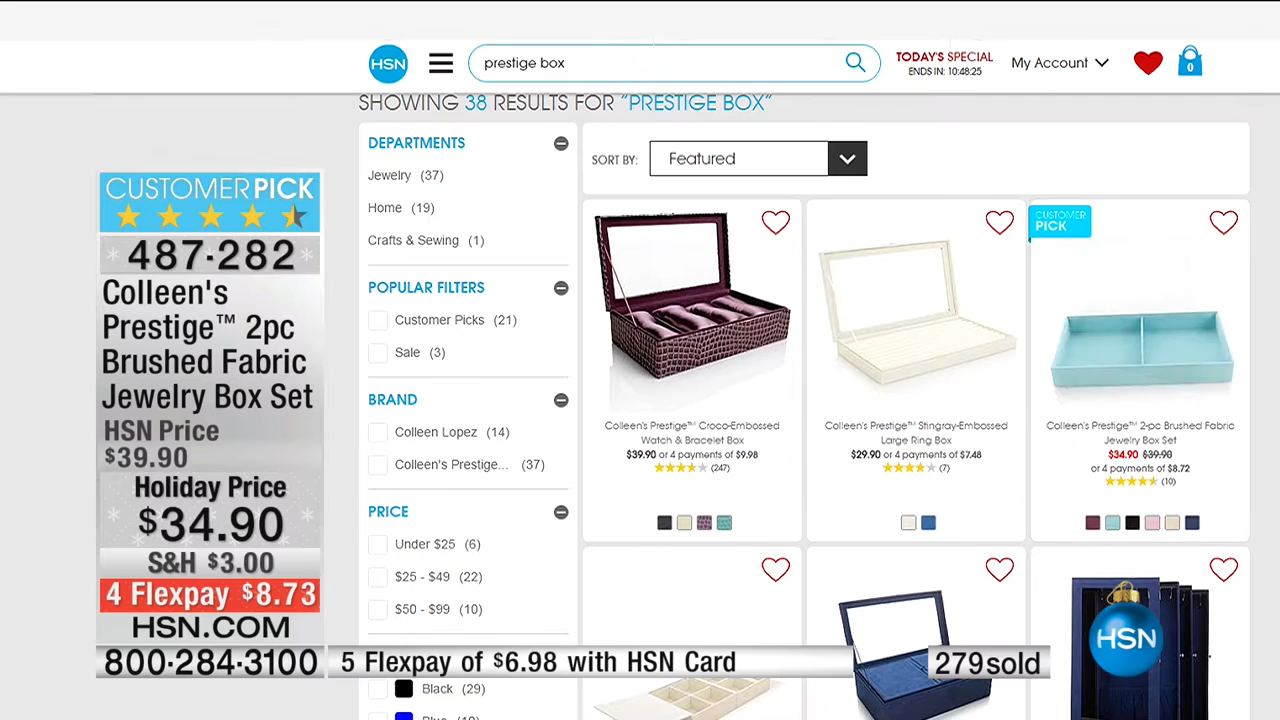 HSN
prestige box
TODAY'S SPECIAL
ENDS IN: 10:48:25
My Account
0
SHOWING 38 RESULTS FOR "PRESTIGE BOX"
CUSTOMER PICK
487·282
Colleen's
Prestige™ 2pc
Brushed Fabric
Jewelry Box Set
HSN Price
$39.90
Holiday Price
$34.90
S&H $3.00
4 Flexpay $8.73
HSN.COM
800·284·3100
DEPARTMENTS
Jewelry (37)
Home (19)
Crafts & Sewing (1)
POPULAR FILTERS
Customer Picks (21)
Sale (3)
BRAND
Colleen Lopez (14)
Colleen's Prestige... (37)
PRICE
Under $25 (6)
$25 - $49 (22)
$50 - $99 (10)
Black (29)
Blue (19)
SORT BY: Featured
Colleen's Prestige™ Croco-Embossed
Watch & Bracelet Box
$39.90 or 4 payments of $9.98
(247)
Colleen's Prestige™ Stingray-Embossed
Large Ring Box
$29.90 or 4 payments of $7.48
(7)
CUSTOMER
PICK
Colleen's Prestige™ 2-pc Brushed Fabric
Jewelry Box Set
$34.90 $39.90
or 4 payments of $8.72
(10)
HSN
5 Flexpay of $6.98 with HSN Card
279sold